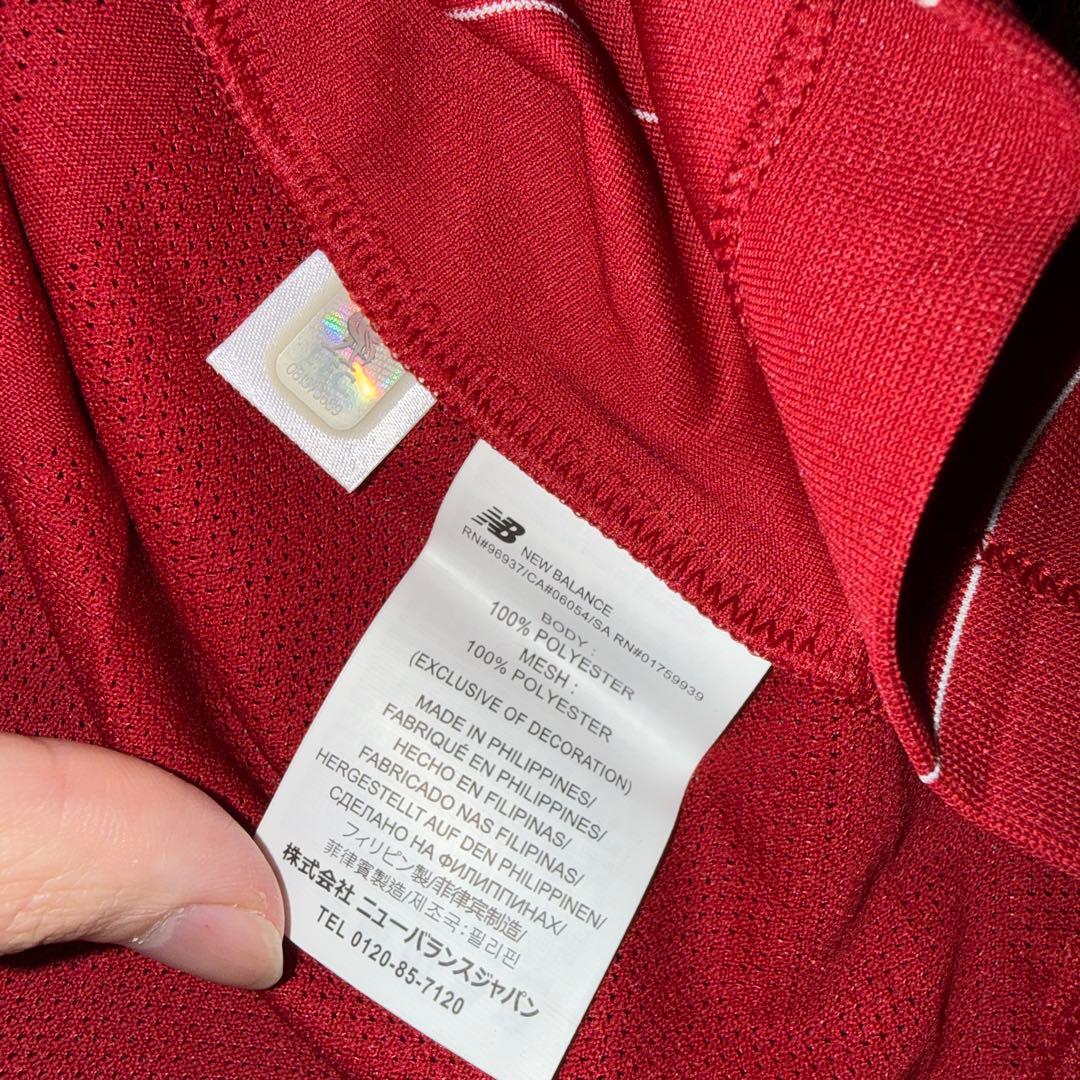 LFC
NB
NEW BALANCE
RN#96937/CA#06054/SA RN#01759939
BODY :
100% POLYESTER
MESH :
100% POLYESTER
(EXCLUSIVE OF DECORATION)
MADE IN PHILIPPINES/
FABRIQUÉ EN PHILIPPINES/
HECHO EN FILIPINAS/
FABRICADO NAS FILIPINAS/
HERGESTELLT AUF DEN PHILIPPINEN/
СДЕЛАНО НА ФИЛИППИНАХ/
フィリピン製/菲律宾制造/
菲律賓製造/제조국:필리핀
株式会社 ニューバランスジャパン
TEL 0120-85-7120